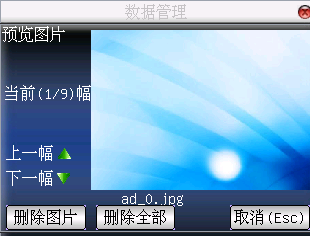 数据管理
预览图片
当前(1/9)幅
上一幅
下一幅
ad_0.jpg
删除图片 删除全部 取消(Esc)